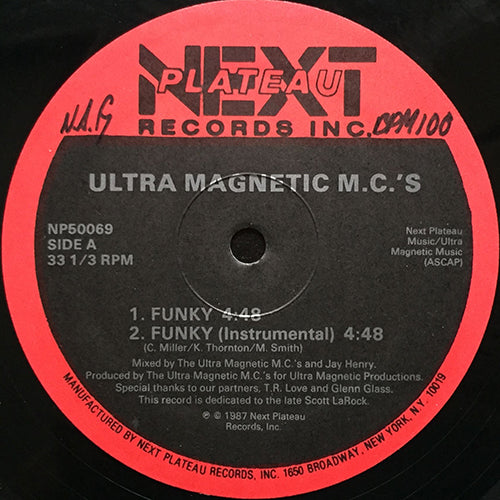 NEXT
PLATEAU
RECORDS INC.
N.A.G
BPM100
ULTRA MAGNETIC M.C.'S
NP50069
SIDE A
33 1/3 RPM
Next Plateau
Music/Ultra
Magnetic Music
(ASCAP)
1. FUNKY 4:48
2. FUNKY (Instrumental) 4:48
(C. Miller/K. Thornton/M. Smith)
Mixed by The Ultra Magnetic M.C.'s and Jay Henry.
Produced by The Ultra Magnetic M.C.'s for Ultra Magnetic Productions.
Special thanks to our partners, T.R. Love and Glenn Glass.
This record is dedicated to the late Scott LaRock.
℗ © 1987 Next Plateau
Records, Inc.
MANUFACTURED BY NEXT PLATEAU RECORDS, INC. 1650 BROADWAY, NEW YORK, N.Y. 10019